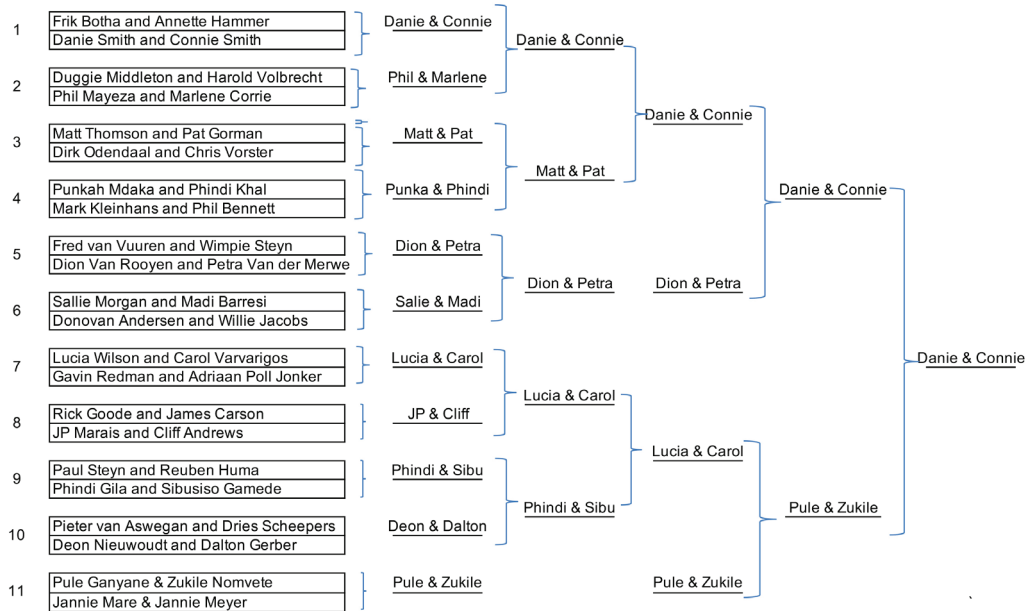 1
Frik Botha and Annette Hammer
Danie Smith and Connie Smith
2
Duggie Middleton and Harold Volbrecht
Phil Mayeza and Marlene Corrie
3
Matt Thomson and Pat Gorman
Dirk Odendaal and Chris Vorster
4
Punkah Mdaka and Phindi Khal
Mark Kleinhans and Phil Bennett
5
Fred van Vuuren and Wimpie Steyn
Dion Van Rooyen and Petra Van der Merwe
6
Sallie Morgan and Madi Barresi
Donovan Andersen and Willie Jacobs
7
Lucia Wilson and Carol Varvarigos
Gavin Redman and Adriaan Poll Jonker
8
Rick Goode and James Carson
JP Marais and Cliff Andrews
9
Paul Steyn and Reuben Huma
Phindi Gila and Sibusiso Gamede
10
Pieter van Aswegan and Dries Scheepers
Deon Nieuwoudt and Dalton Gerber
11
Pule Ganyane & Zukile Nomvete
Jannie Mare & Jannie Meyer
Danie & Connie
Phil & Marlene
Matt & Pat
Punka & Phindi
Dion & Petra
Salie & Madi
Lucia & Carol
JP & Cliff
Phindi & Sibu
Deon & Dalton
Pule & Zukile
Danie & Connie
Matt & Pat
Dion & Petra
Lucia & Carol
Phindi & Sibu
Danie & Connie
Dion & Petra
Lucia & Carol
Pule & Zukile
Danie & Connie
Pule & Zukile
Danie & Connie